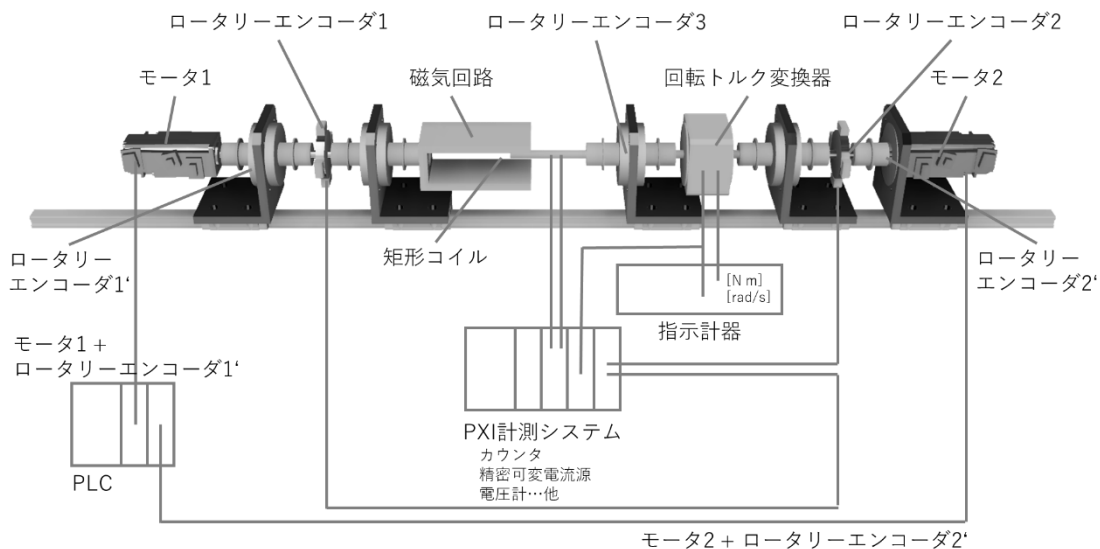 ロータリーエンコーダ1
ロータリーエンコーダ3
ロータリーエンコーダ2
モータ1
磁気回路
回転トルク変換器
モータ2
矩形コイル
ロータリー
エンコーダ1‘
ロータリー
エンコーダ2‘
[N m]
[rad/s]
指示計器
モータ1 +
ロータリーエンコーダ1‘
PXI計測システム
カウンタ
精密可変電流源
電圧計…他
PLC
モータ2 + ロータリーエンコーダ2‘